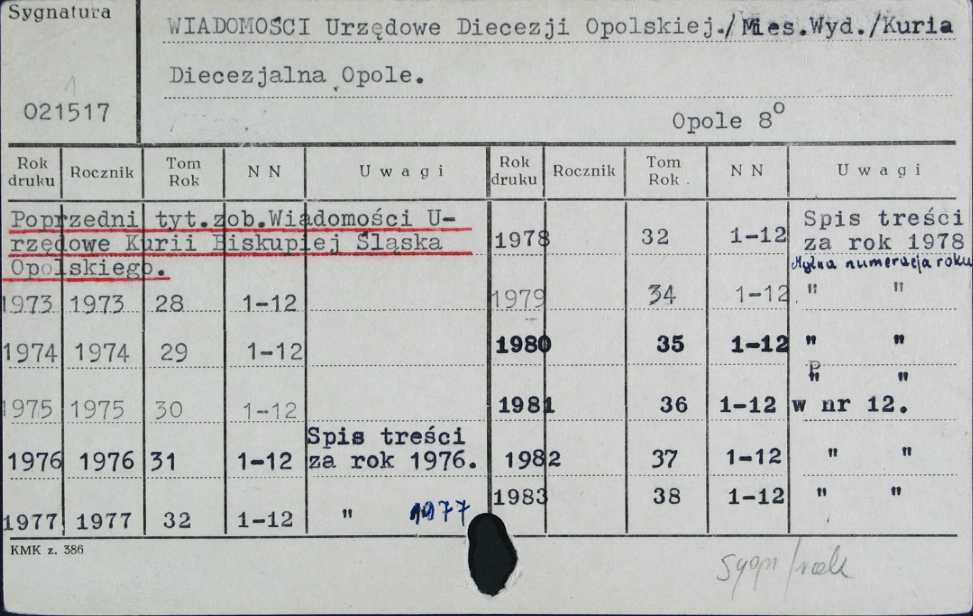 Sygnatura
WIADOMOŚCI Urzędowe Diecezji Opolskiej./Mies.Wyd./Kuria
Diecezjalna Opole.
1
021517
Opole 8°
Rok druku Rocznik Tom Rok N N Uwagi Rok druku Rocznik Tom Rok N N Uwagi
Poprzedni tyt.zob.Wiadomości U-
rzędowe Kurii Biskupiej Śląska
Opolskiego.
1973 1973 28 1-12
1974 1974 29 1-12
1975 1975 30 1-12
1976 1976 31 1-12 Spis treści
za rok 1976.
1977 1977 32 1-12 " 1977
1978 32 1-12 Spis treści
za rok 1978
Mylna numeracja roku
1979 34 1-12 " "
1980 35 1-12 " "
" "
1981 36 1-12 w nr 12.
1982 37 1-12 " "
1983 38 1-12 " "
KMK z. 386